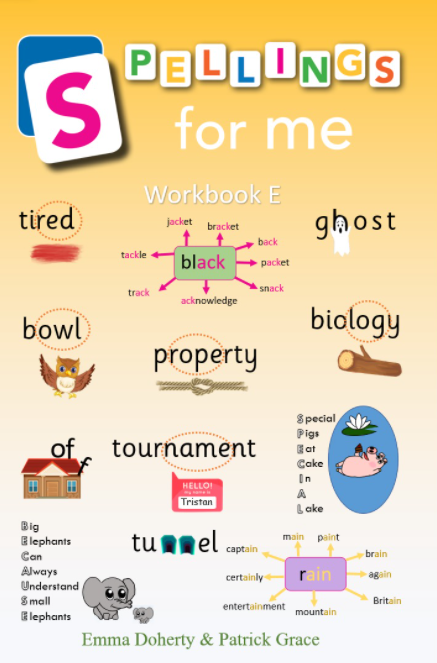 SPELLINGS
for me
Workbook E
tired
ghost
jacket
bracket
back
tackle
black
packet
track
snack
acknowledge
bowl
biology
property
of
tournament
HELLO!
my name is
Tristan
Special
Pigs
Eat
Cake
In
A
Lake
Big
Elephants
Can
Always
Understand
Small
Elephants
tunnel
main
paint
captain
brain
certainly
rain
again
entertainment
Britain
mountain
Emma Doherty & Patrick Grace